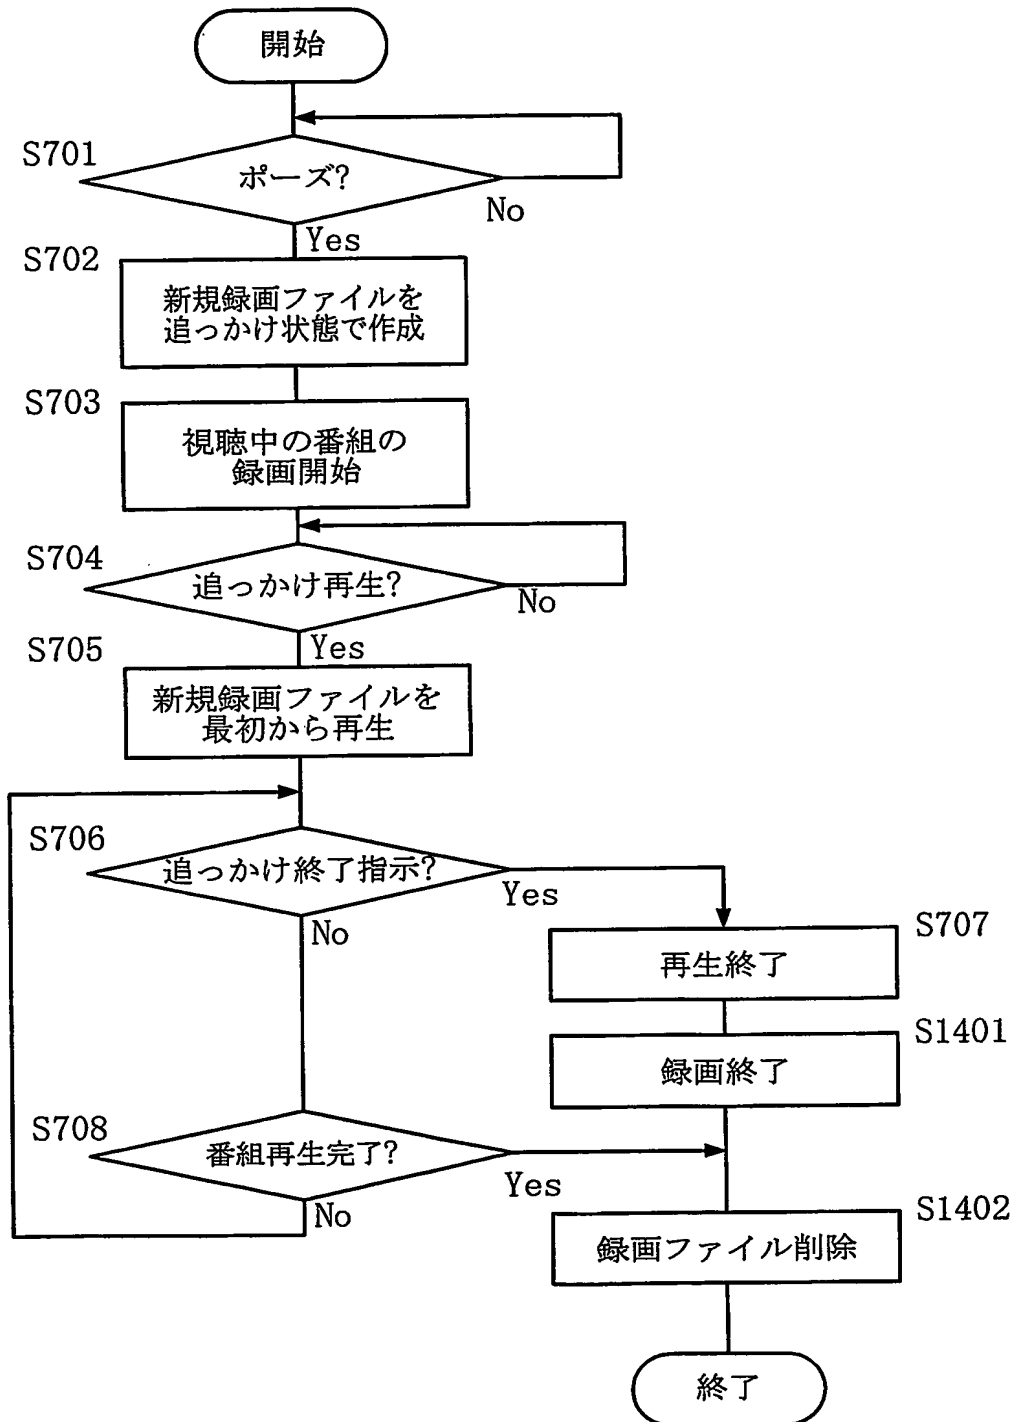 開始
S701
ポーズ?
No
Yes
S702
新規録画ファイルを
追っかけ状態で作成
S703
視聴中の番組の
録画開始
S704
追っかけ再生?
No
Yes
S705
新規録画ファイルを
最初から再生
S706
追っかけ終了指示?
Yes
No
S707
再生終了
S1401
録画終了
S708
番組再生完了?
Yes
No
S1402
録画ファイル削除
終了